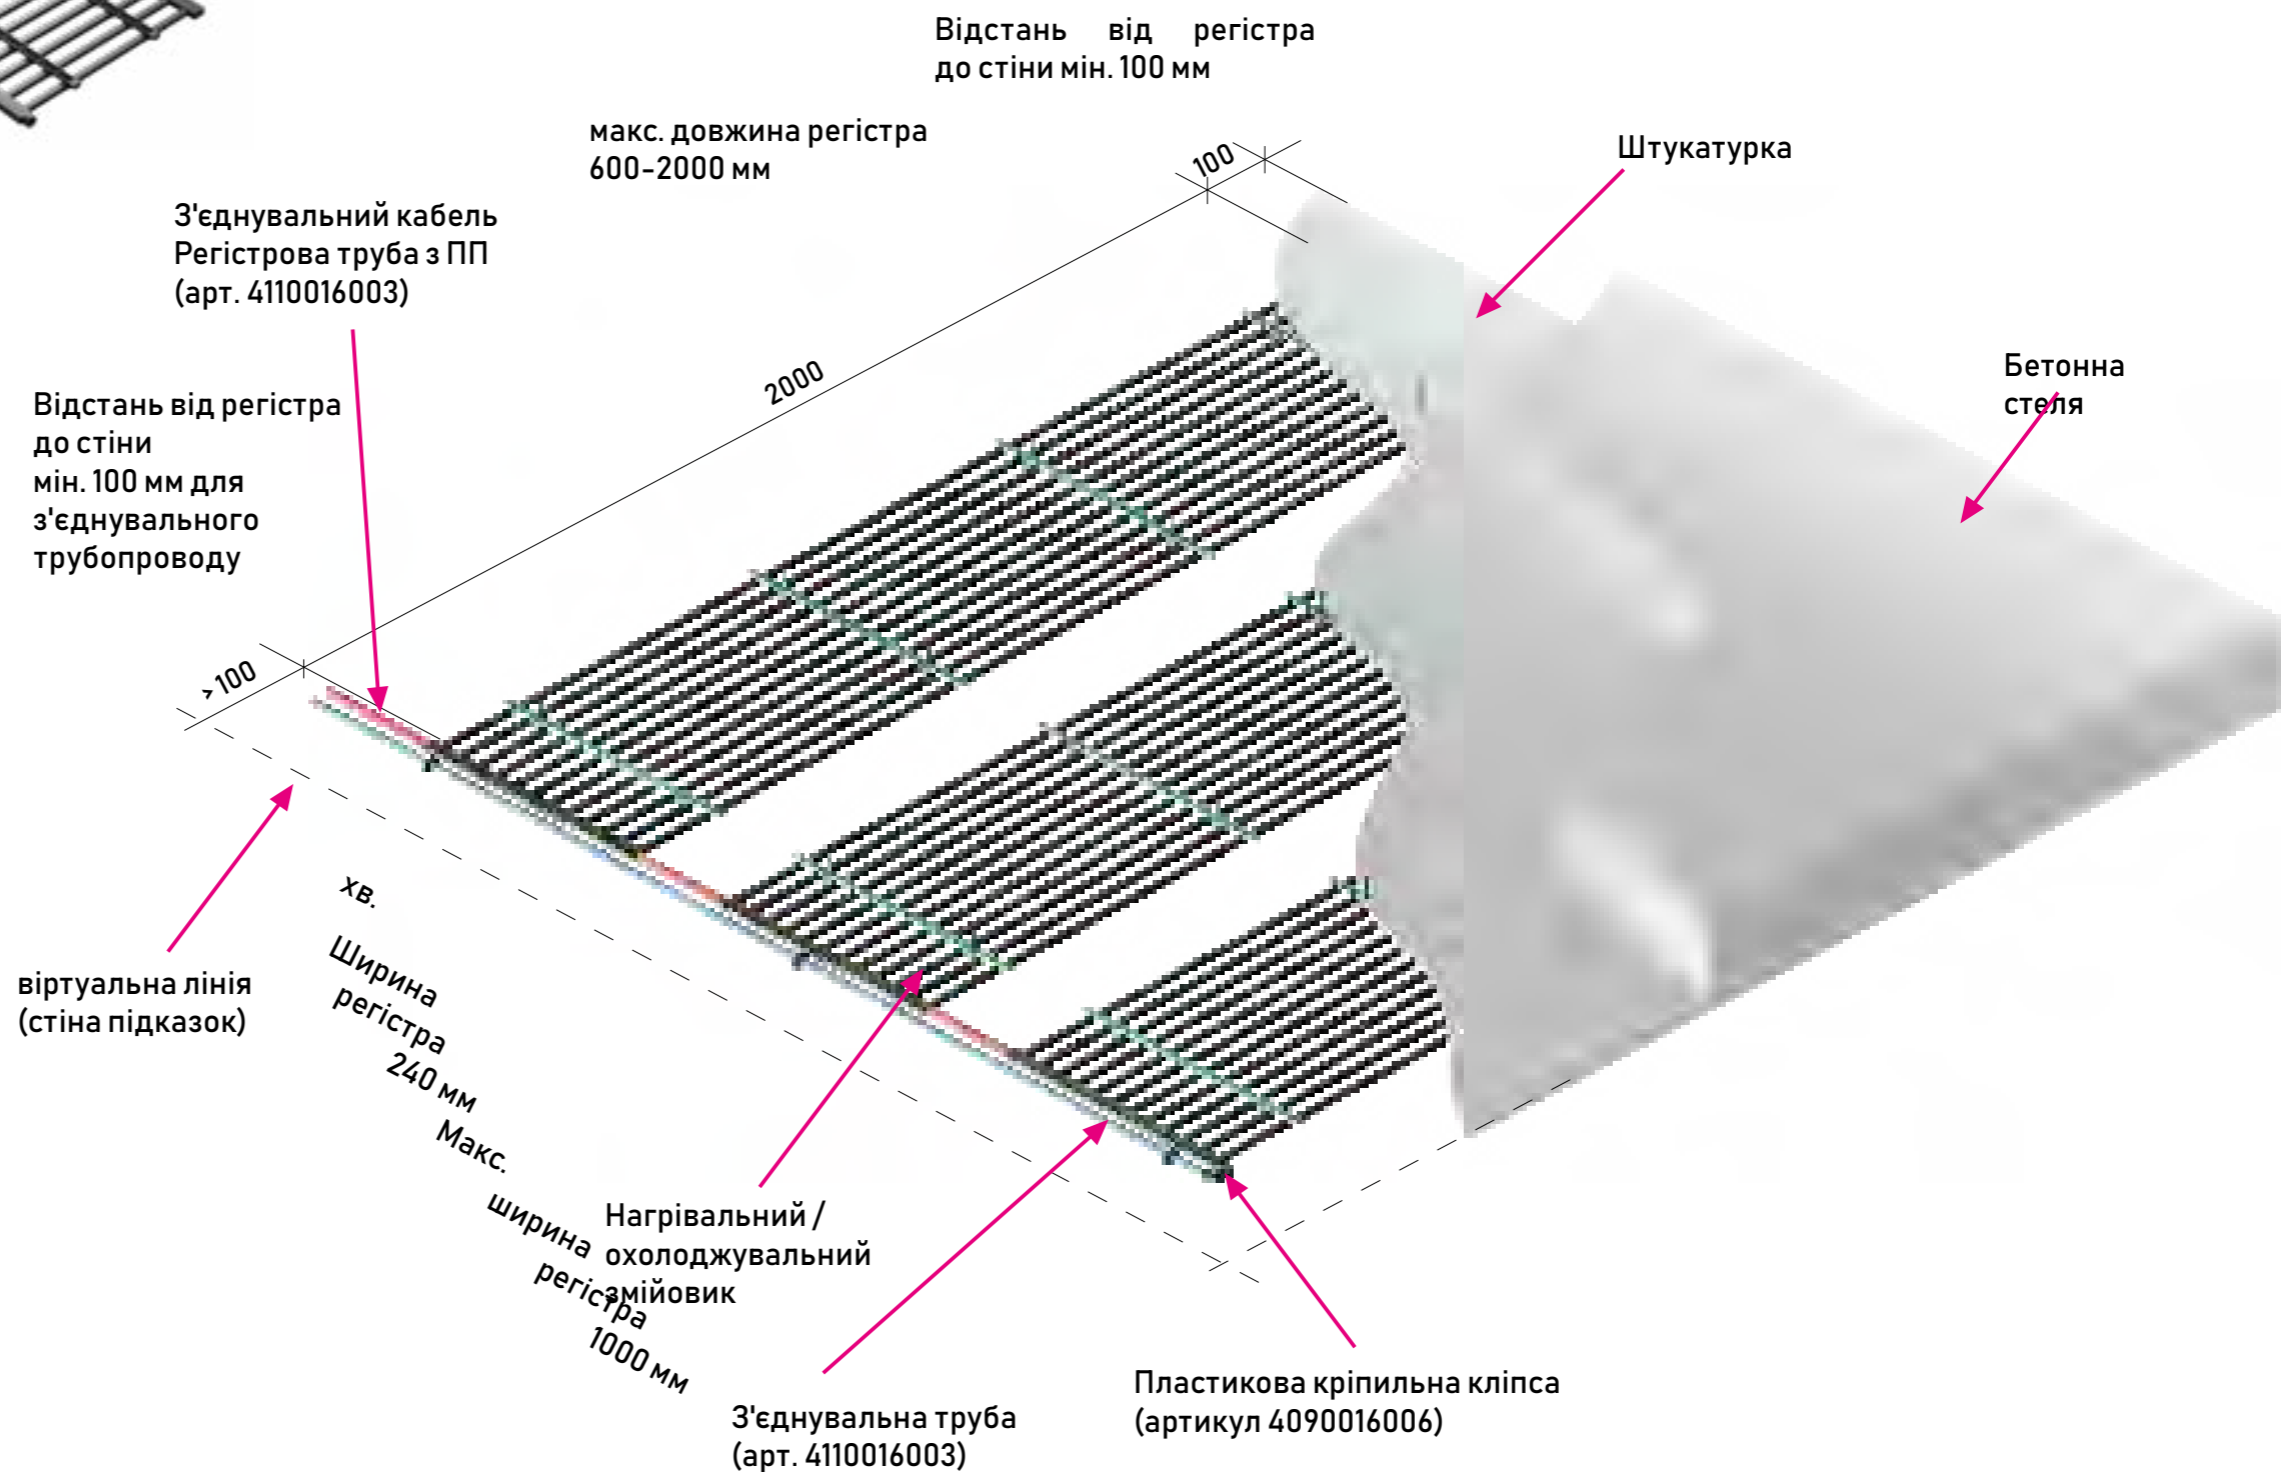 Відстань від регістра
до стіни мін. 100 мм
макс. довжина регістра
600-2000 мм
100
Штукатурка
З'єднувальний кабель
Регістрова труба з ПП
(арт. 4110016003)
2000
Бетонна
стеля
Відстань від регістра
до стіни
мін. 100 мм для
з'єднувального
трубопроводу
>100
хв.
Ширина
регістра
240 мм
Макс.
ширина
регістра
1000 мм
віртуальна лінія
(стіна підказок)
Нагрівальний /
охолоджувальний
змійовик
З'єднувальна труба
(арт. 4110016003)
Пластикова кріпильна кліпса
(артикул 4090016006)